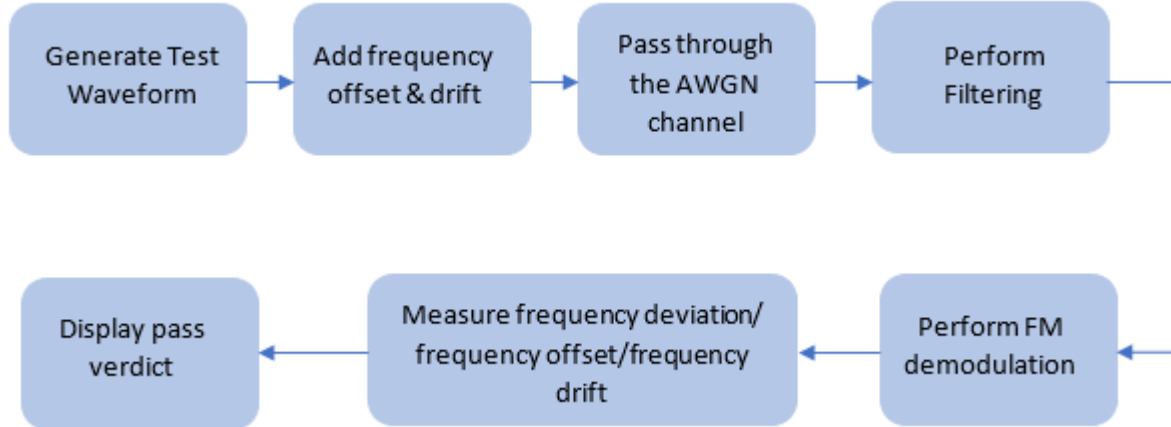 Generate Test
Waveform
Add frequency
offset & drift
Pass through
the AWGN
channel
Perform
Filtering
Perform FM
demodulation
Measure frequency deviation/
frequency offset/frequency
drift
Display pass
verdict